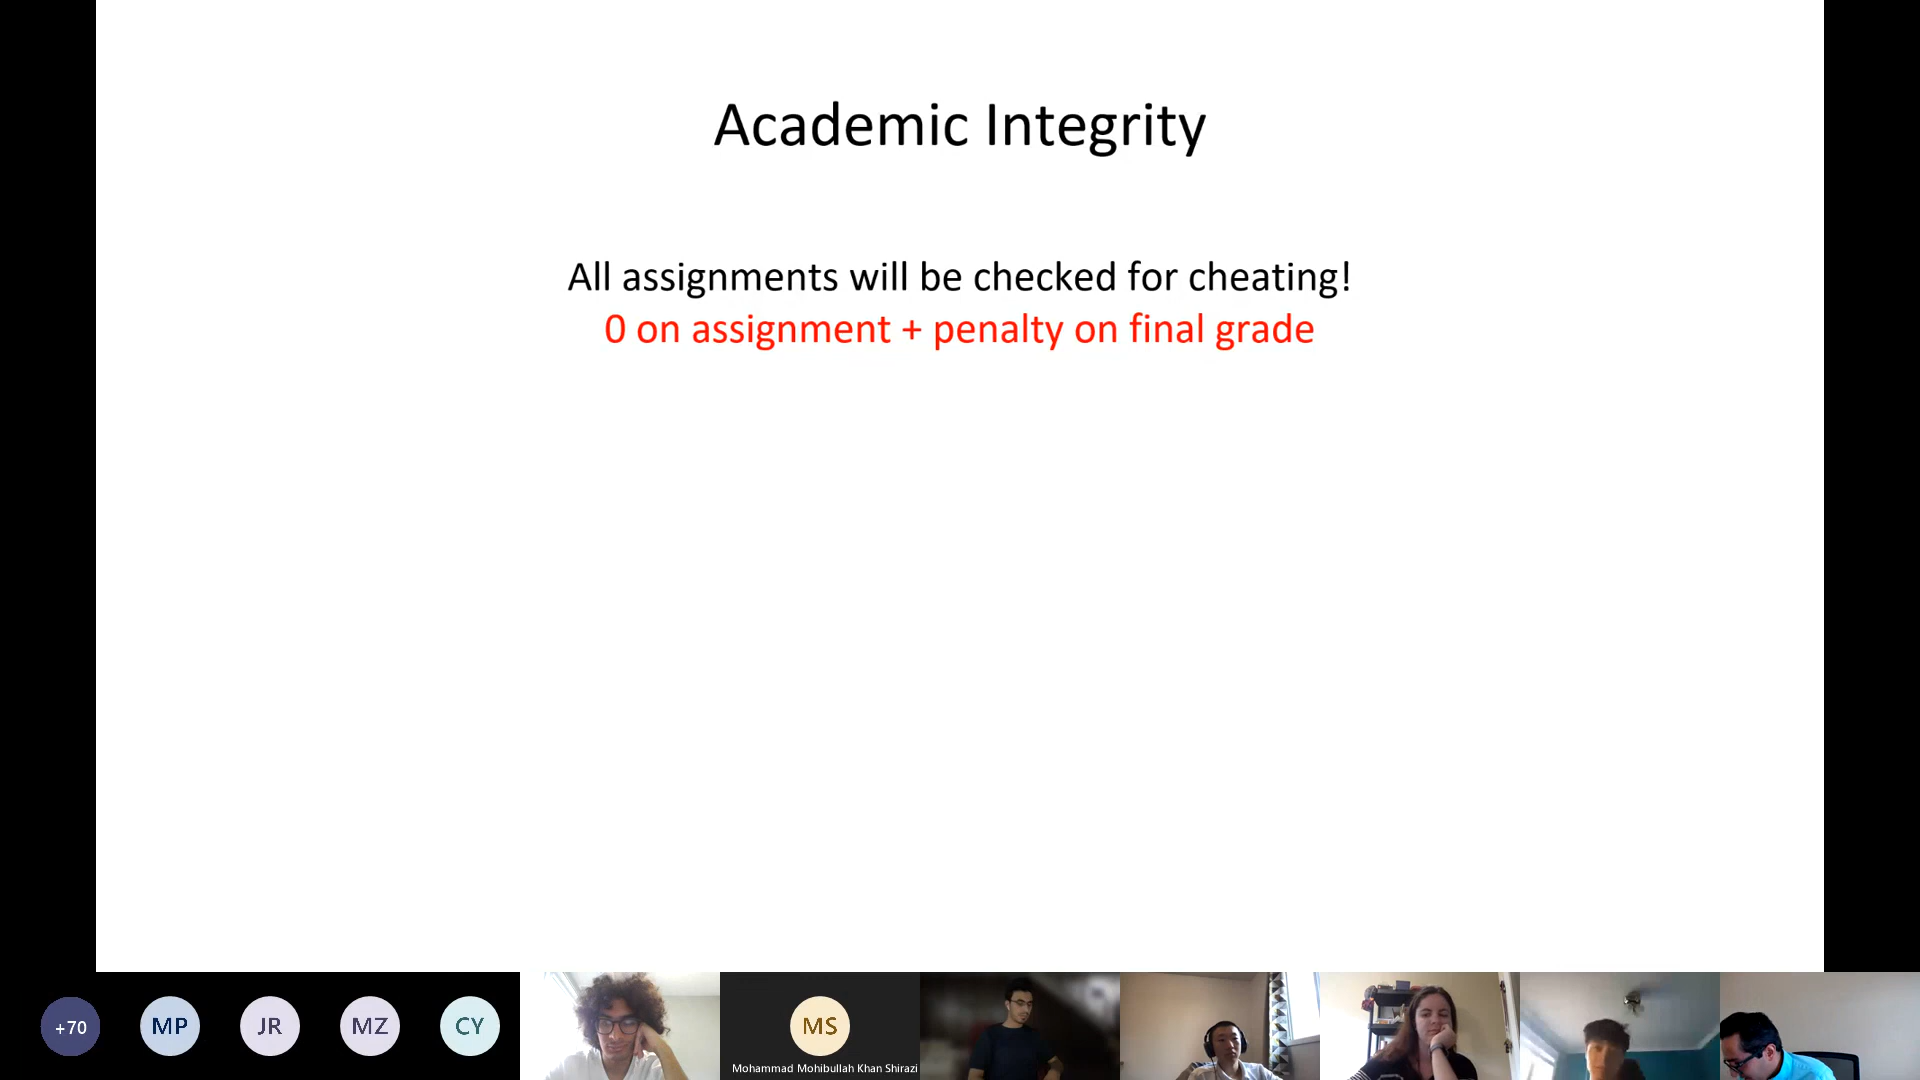 Academic Integrity
All assignments will be checked for cheating!
0 on assignment + penalty on final grade
+70
MP
JR
MZ
CY
MS
Mohammad Mohibullah Khan Shirazi